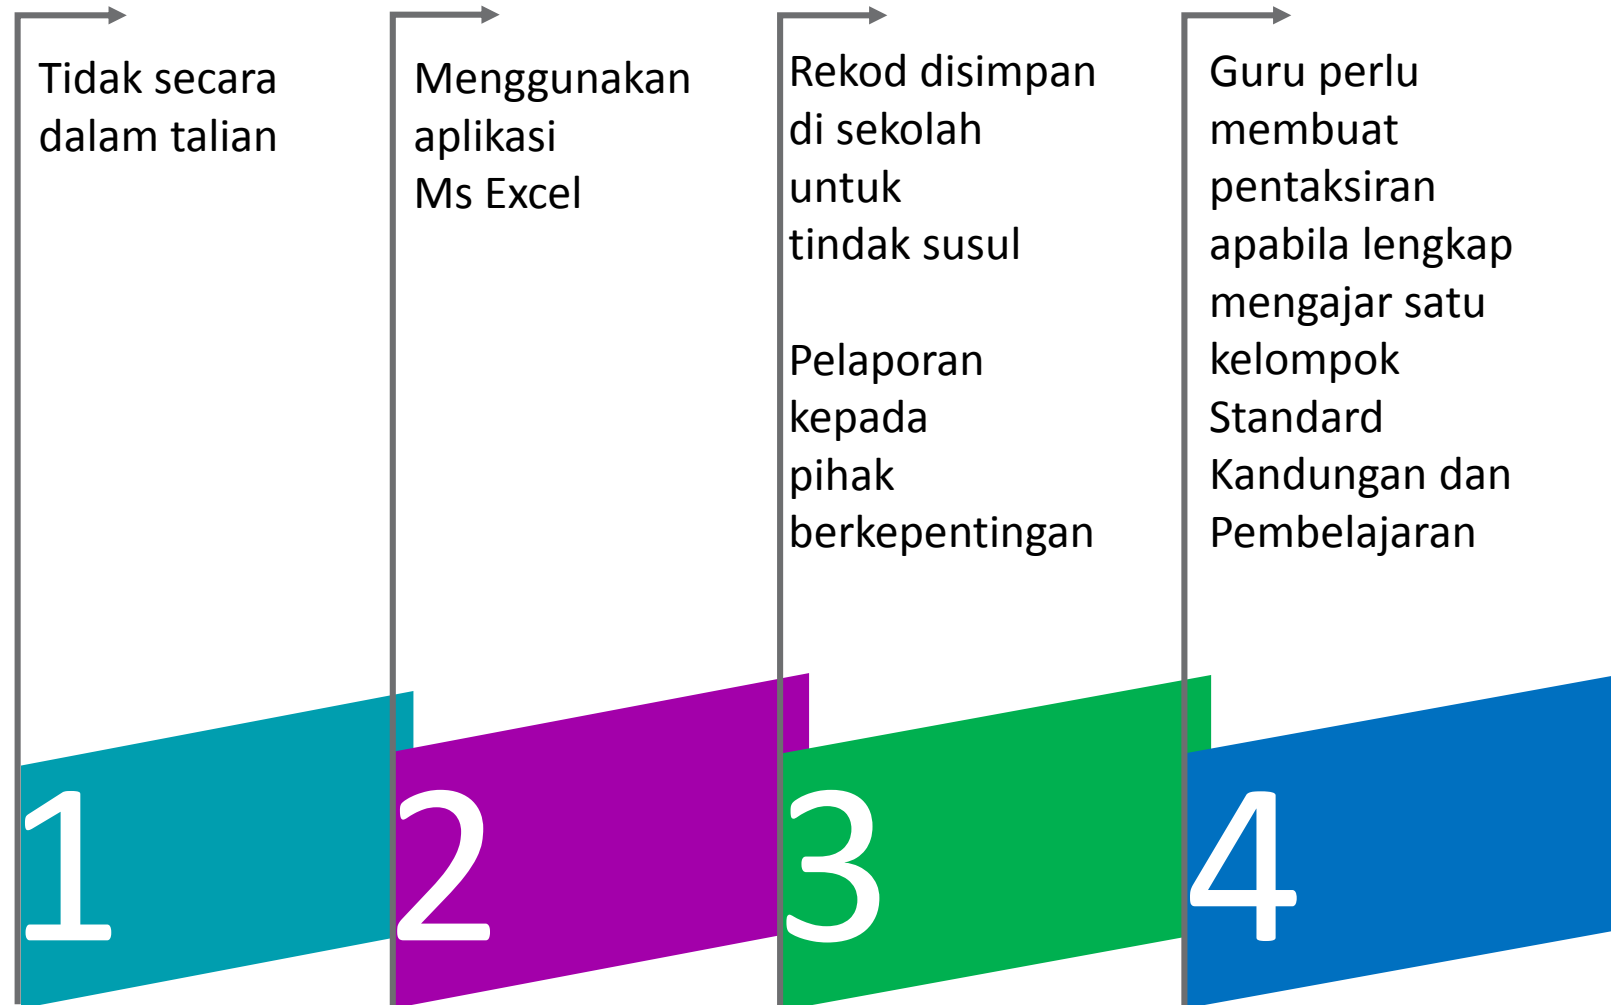 Tidak secara
dalam talian
1
Menggunakan
aplikasi
Ms Excel
2
Rekod disimpan
di sekolah
untuk
tindak susul
Pelaporan
kepada
pihak
berkepentingan
3
Guru perlu
membuat
pentaksiran
apabila lengkap
mengajar satu
kelompok
Standard
Kandungan dan
Pembelajaran
4